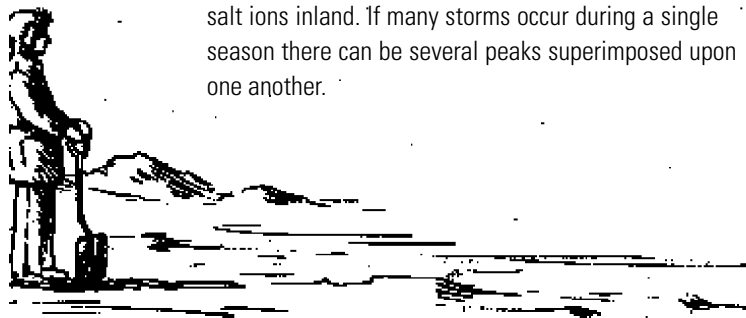 salt ions inland. If many storms occur during a single
season there can be several peaks superimposed upon
one another.